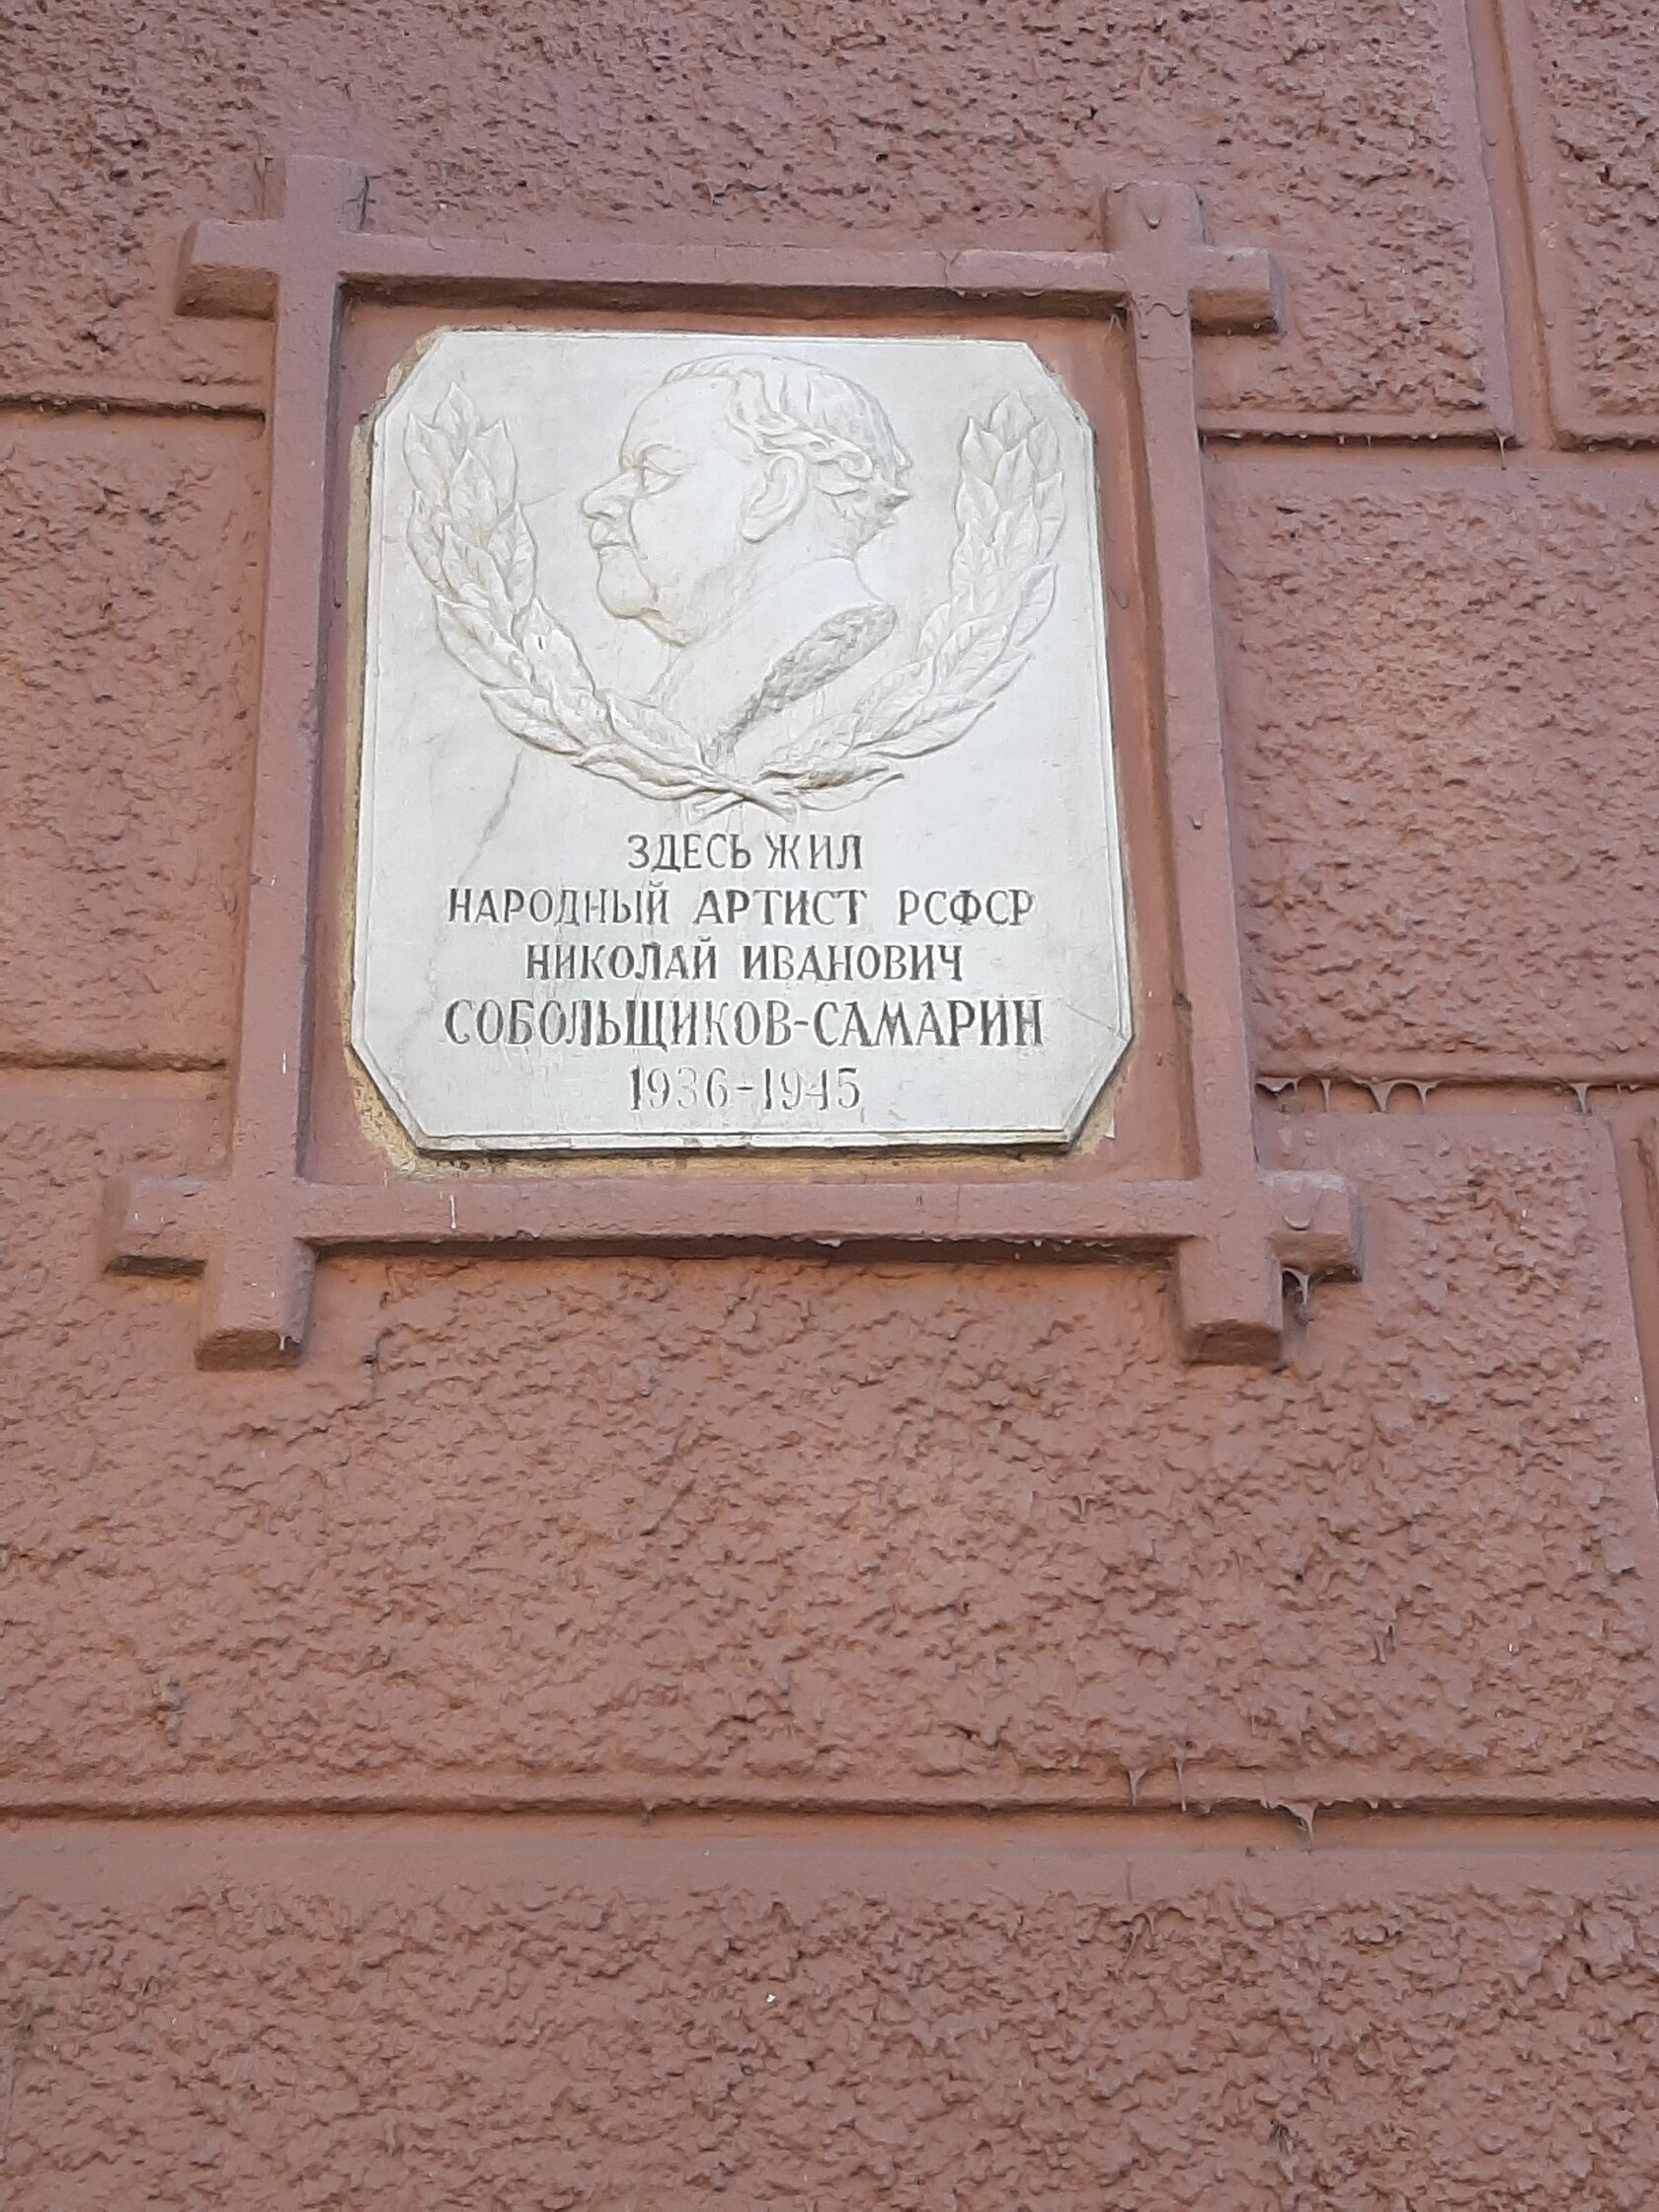 ЗДЕСЬ ЖИЛ
НАРОДНЫЙ АРТИСТ РСФСР
НИКОЛАЙ ИВАНОВИЧ
СОБОЛЬЩИКОВ-САМАРИН
1936-1945